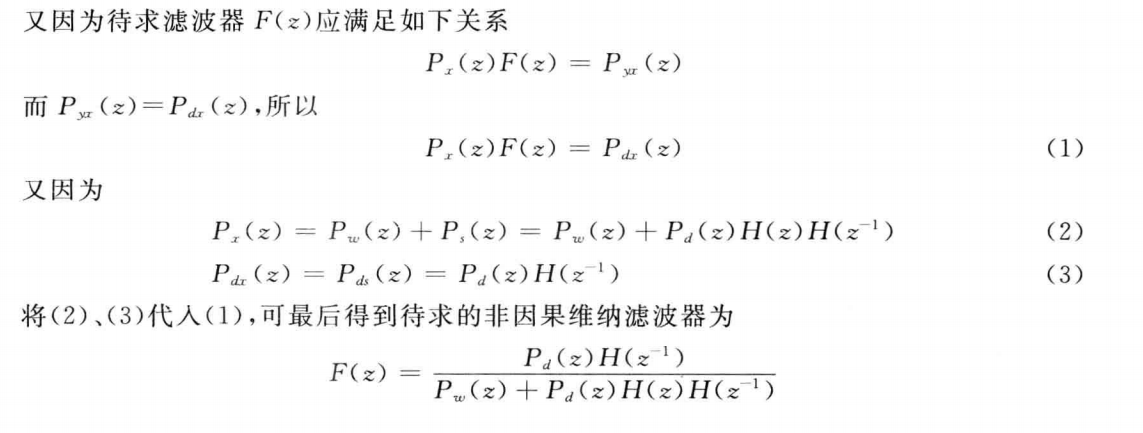 又因为待求滤波器 F(z)应满足如下关系
P_x(z)F(z) = P_{yx}(z)
而 P_{yx}(z)=P_{dx}(z),所以
P_x(z)F(z) = P_{dx}(z) (1)
又因为
P_x(z) = P_w(z) + P_s(z) = P_w(z) + P_d(z)H(z)H(z^{-1}) (2)
P_{dx}(z) = P_{ds}(z) = P_d(z)H(z^{-1}) (3)
将(2)、(3)代入(1),可最后得到待求的非因果维纳滤波器为
F(z) = \frac{P_d(z)H(z^{-1})}{P_w(z) + P_d(z)H(z)H(z^{-1})}